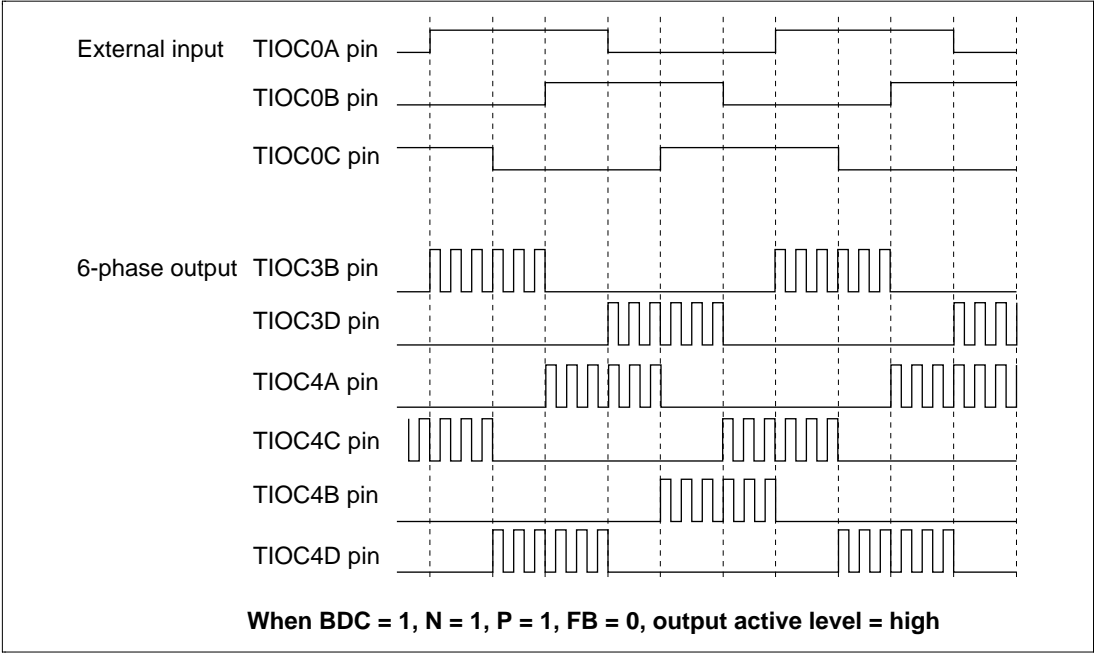 External input TIOC0A pin
TIOC0B pin
TIOC0C pin
6-phase output TIOC3B pin
TIOC3D pin
TIOC4A pin
TIOC4C pin
TIOC4B pin
TIOC4D pin
When BDC = 1, N = 1, P = 1, FB = 0, output active level = high